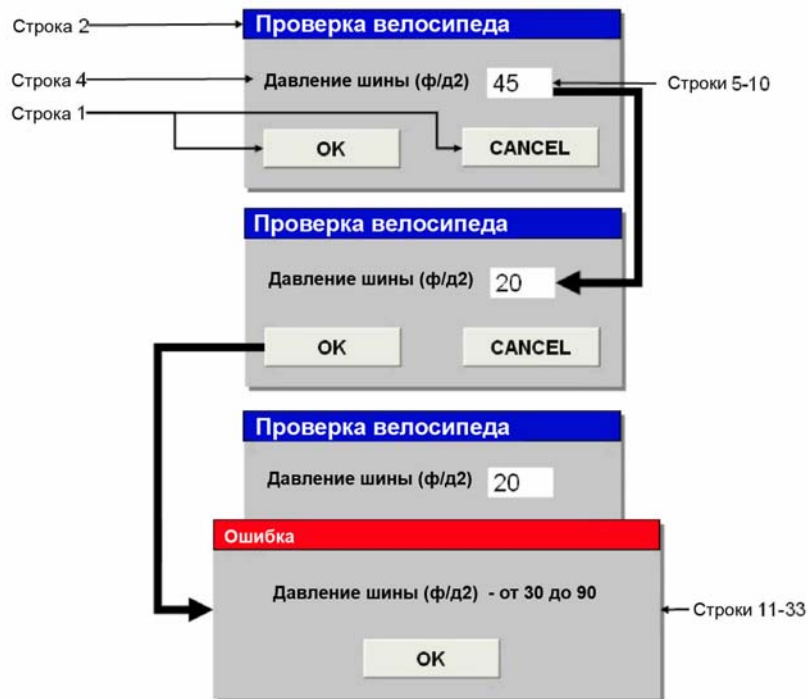 Строка 2
Проверка велосипеда
Строка 4
Давление шины (ф/д2)
45
Строки 5-10
Строка 1
OK
CANCEL
Проверка велосипеда
Давление шины (ф/д2)
20
OK
CANCEL
Проверка велосипеда
Давление шины (ф/д2)
20
Ошибка
Давление шины (ф/д2) - от 30 до 90
Строки 11-33
OK